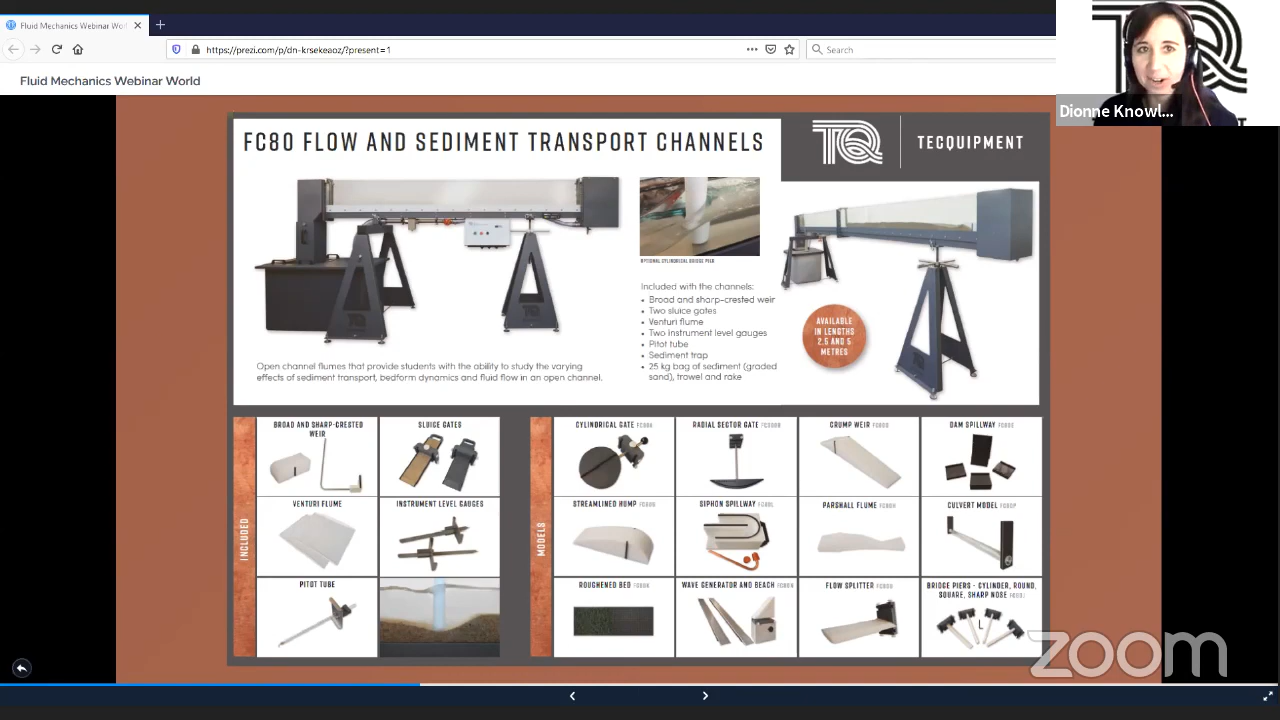 Fluid Mechanics Webinar Worl
https://prezi.com/p/dn-krsekeaoz/?present=1
Search
Fluid Mechanics Webinar World
Dionne Knowl...
FC80 FLOW AND SEDIMENT TRANSPORT CHANNELS
TQ
TECQUIPMENT
OPTIONAL CYLINDRICAL BRIDGE PIER
Included with the channels:
• Broad and sharp-crested weir
• Two sluice gates
• Venturi flume
• Two instrument level gauges
• Pitot tube
• Sediment trap
• 25 kg bag of sediment (graded
sand), trowel and rake
Open channel flumes that provide students with the ability to study the varying
effects of sediment transport, bedform dynamics and fluid flow in an open channel.
AVAILABLE
IN LENGTHS
2.5 AND 5
METRES
INCLUDED
BROAD AND SHARP-CRESTED
WEIR
SLUICE GATES
VENTURI FLUME
INSTRUMENT LEVEL GAUGES
PITOT TUBE
MODELS
CYLINDRICAL GATE
RADIAL SECTOR GATE
CRUMP WEIR
DAM SPILLWAY
STREAMLINED HUMP
SIPHON SPILLWAY
PARSHALL FLUME
CULVERT MODEL
ROUGHENED BED
WAVE GENERATOR AND BEACH
FLOW SPLITTER
BRIDGE PIERS - CYLINDER, ROUND,
SQUARE, SHARP NOSE
zoom